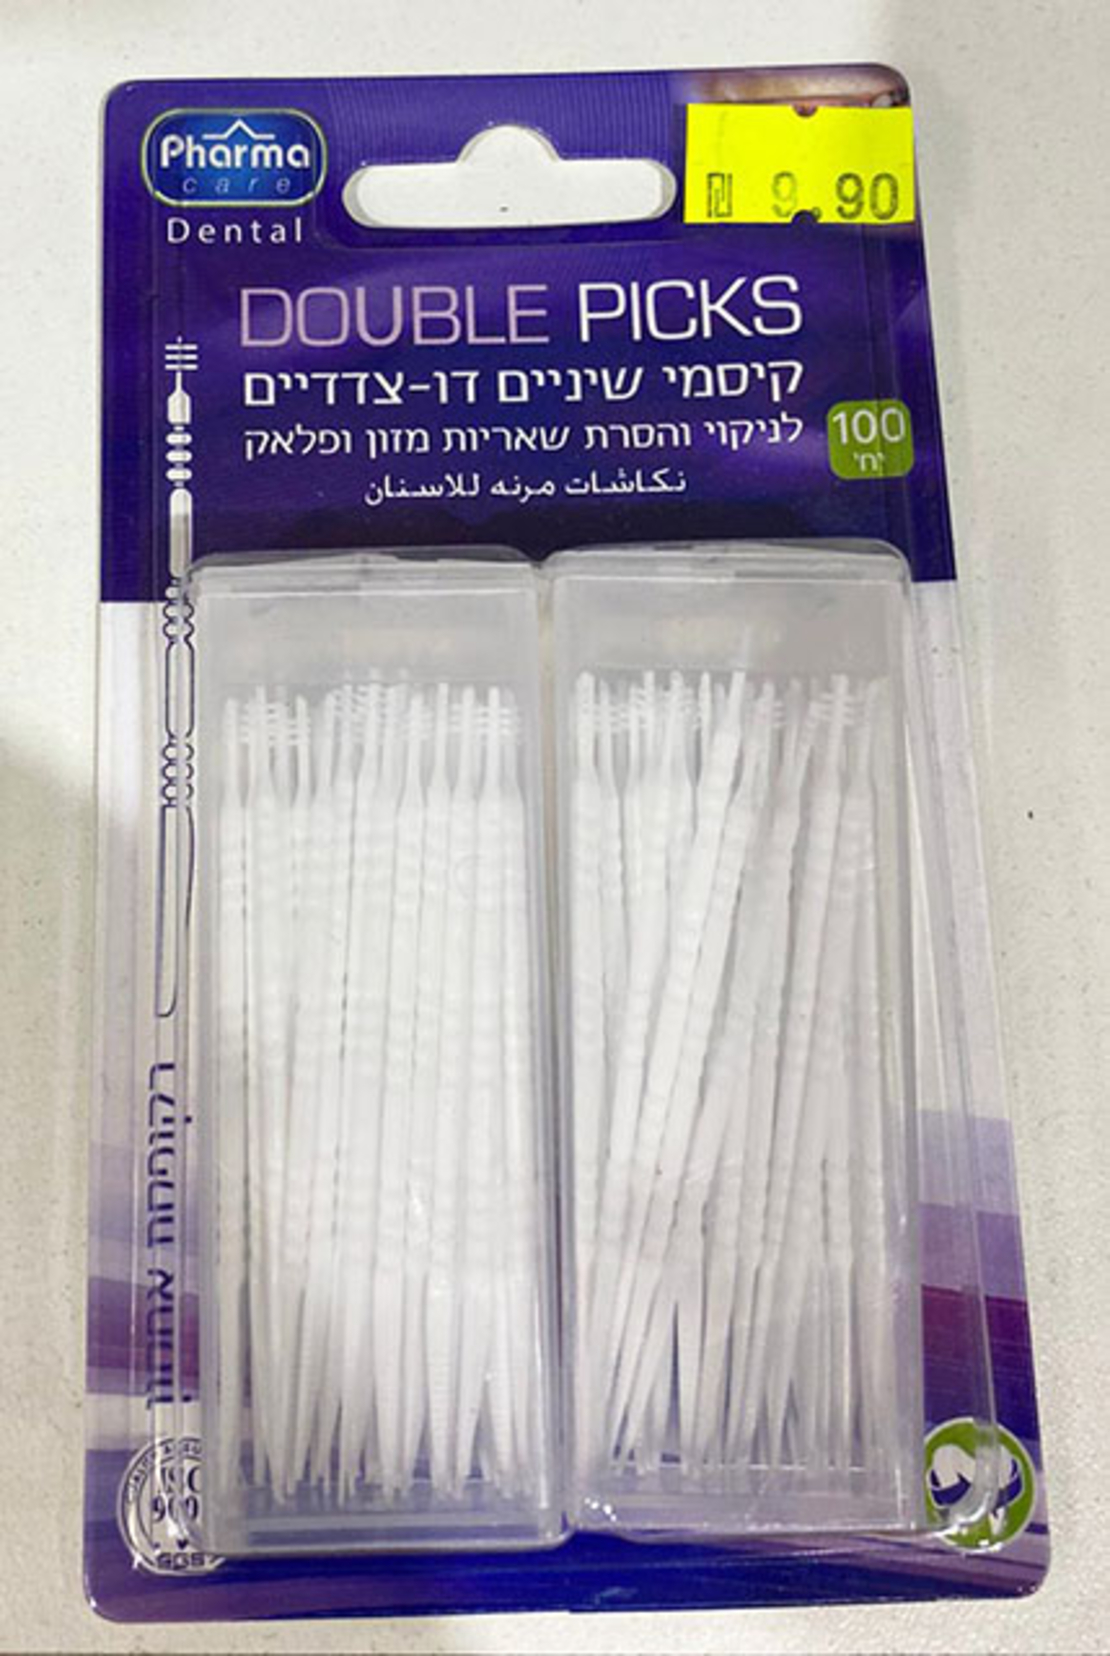 Pharma
care
Dental
₪ 9.90
DOUBLE PICKS
קיסמי שיניים דו-צדדיים
לניקוי והסרת שאריות מזון ופלאק
نكاشات مرنه للاسنان
100
יח'